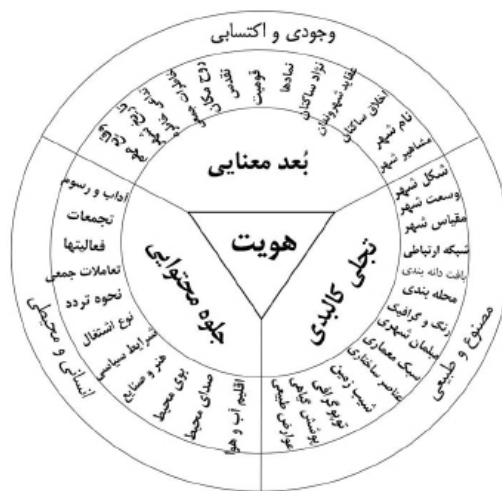 وجودی و اکتسابی
روح مکان
تقدس
قومیت
نمادها
نژاد ساکنان
عقاید شهروندان
اخلاق ساکنان
نام شهر
مشاهیر شهر
بُعد معنایی
هویت
تجلی کالبدی
جلوه محتوایی
شکل شهر
وسعت شهر
مقیاس شهر
شبکه ارتباطی
بافت دانه بندی
محله بندی
رنگ و گرافیک
مبلمان شهری
سبک معماری
عناصر ساختاری
شیب زمین
توپوگرافی
پوشش گیاهی
عوارض طبیعی
مصنوع و طبیعی
آداب و رسوم
تجمعات
فعالیتها
تعاملات جمعی
نحوه تردد
نوع اشتغال
شرایط سیاسی
هنر و صنایع
بوی محیط
صدای محیط
اقلیم آب و هوا
انسانی و محیطی